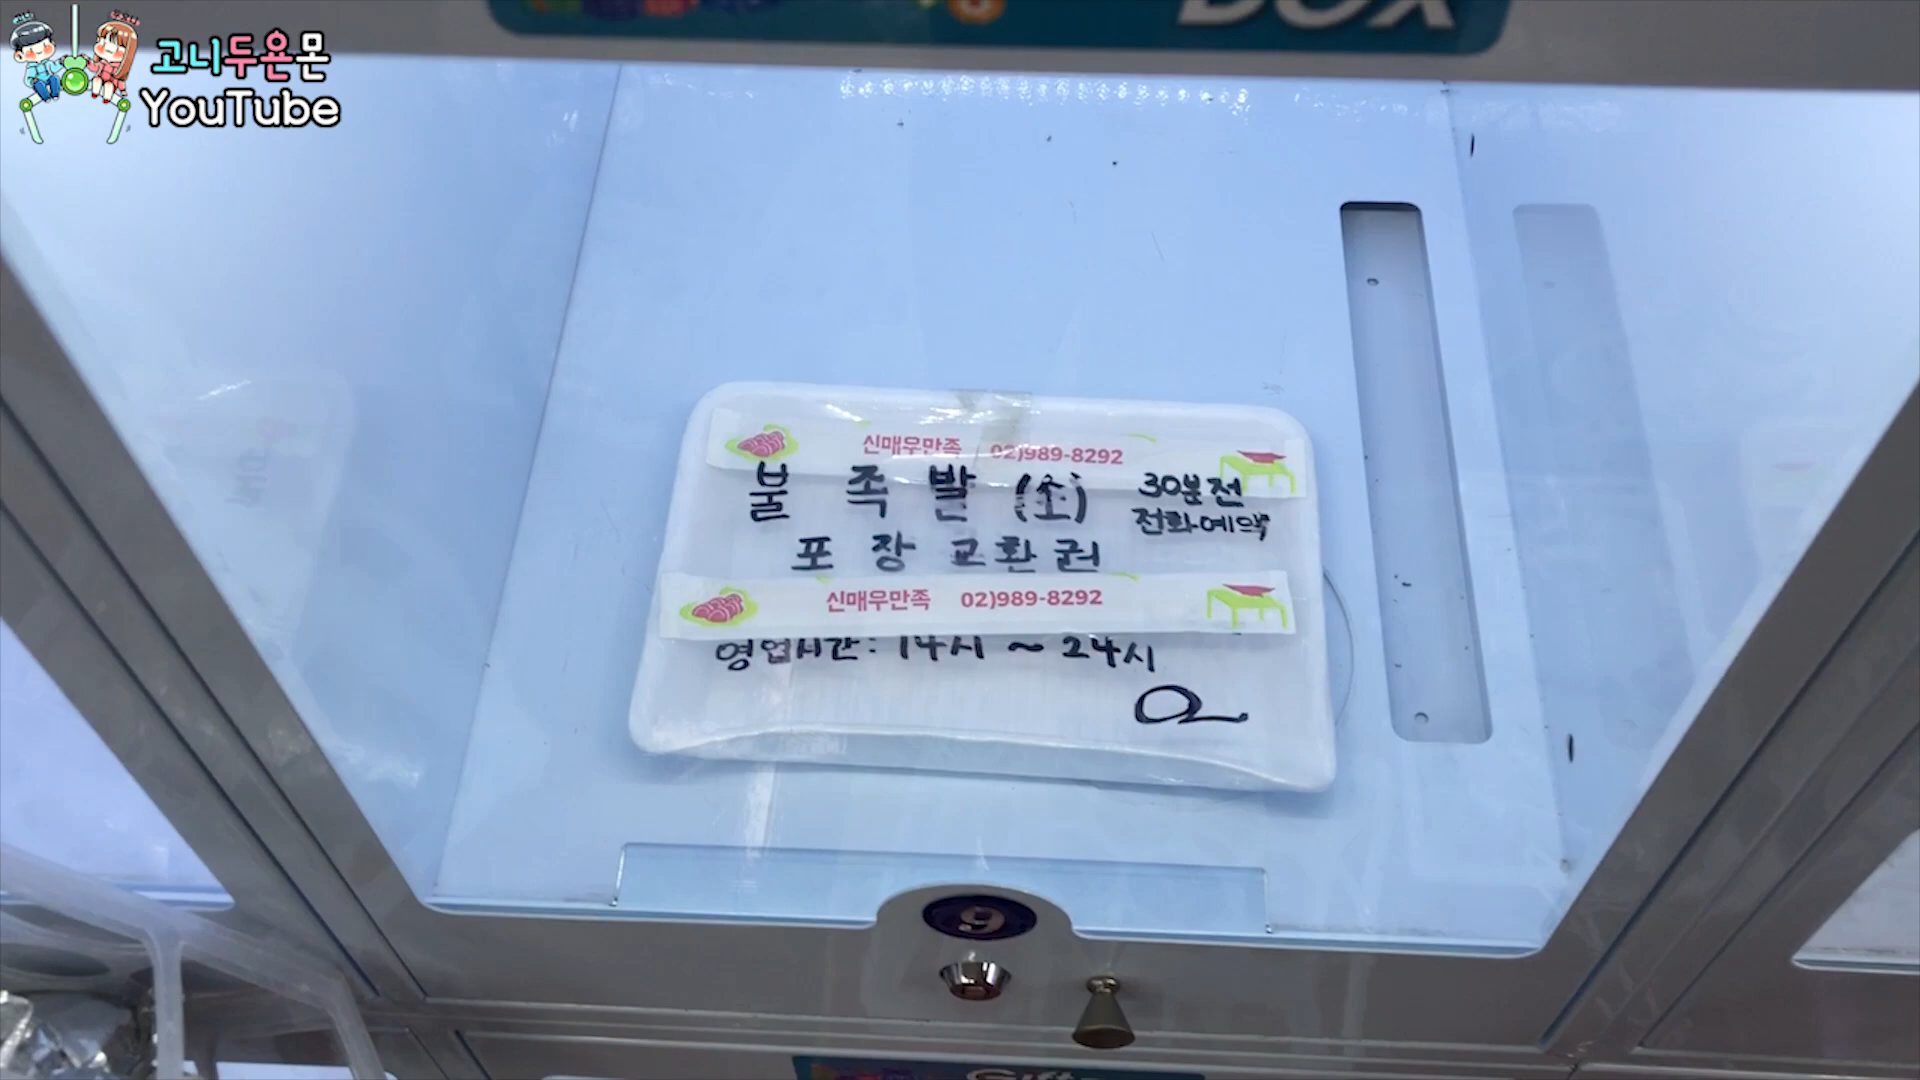 BOX
고니두욘몬
YouTube
신매우만족 02)989-8292
불 족 발 (소) 30분전
전화예약
포 장 교환권
신매우만족 02)989-8292
영업시간: 14시 ~ 24시
9
Gift